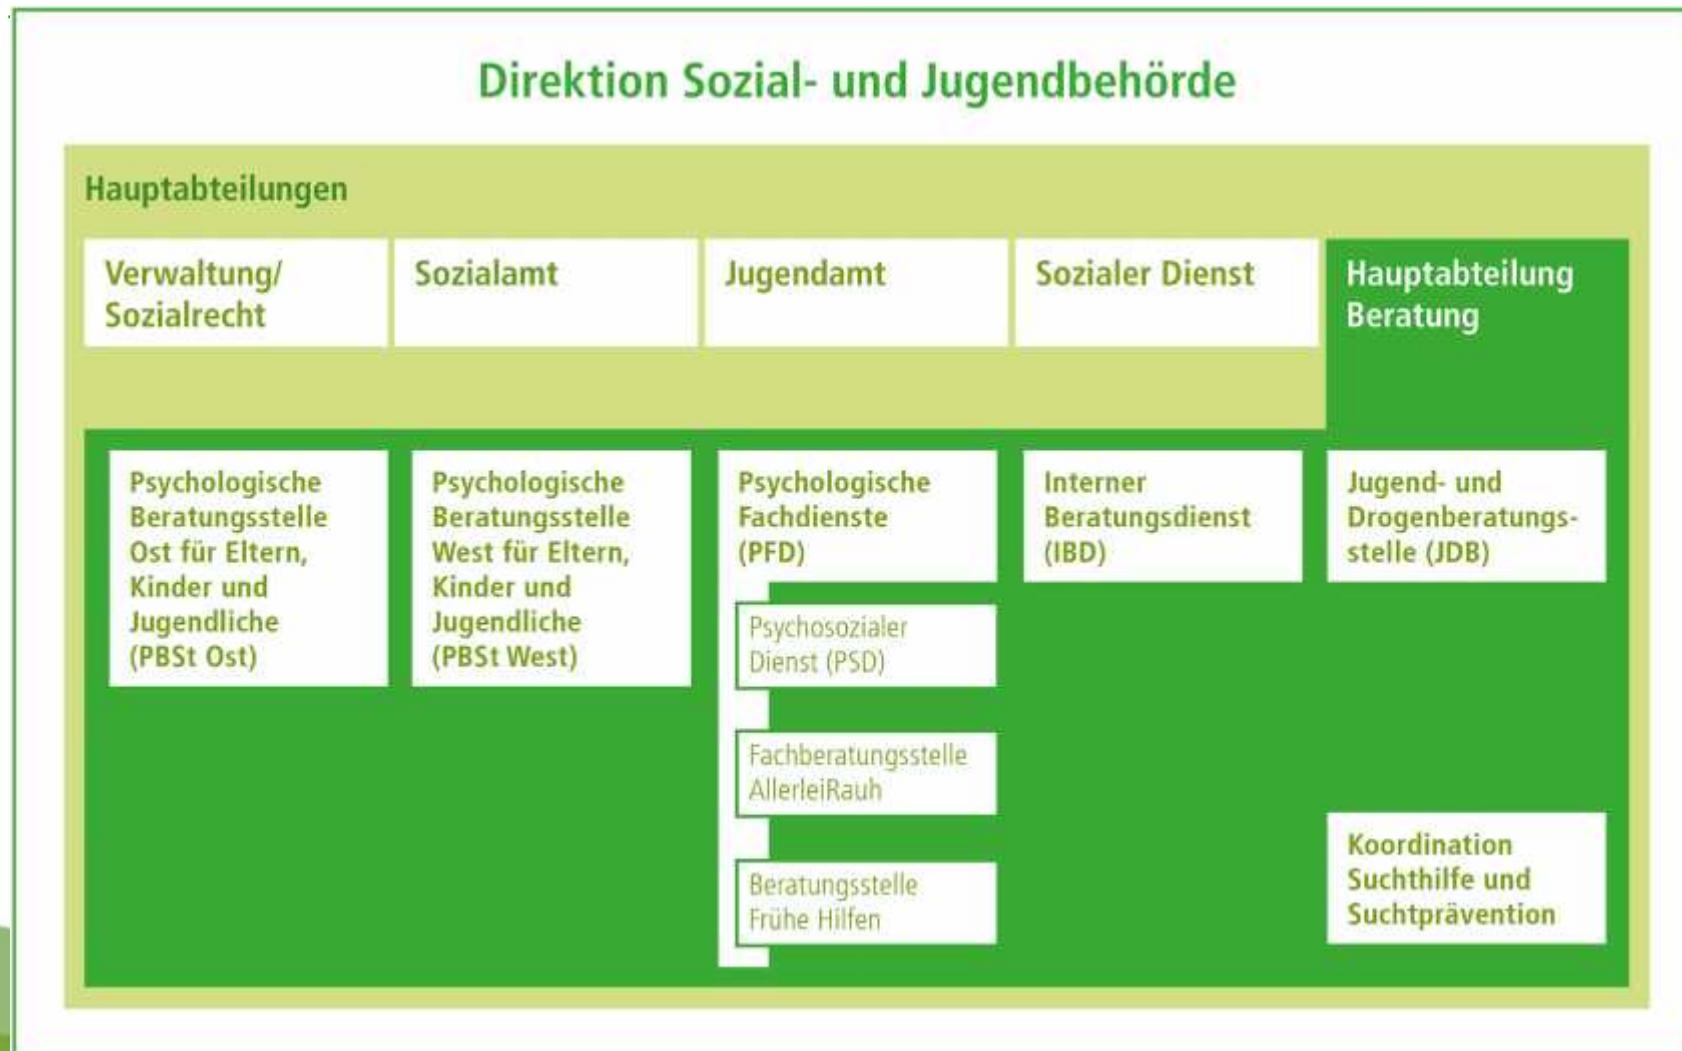 Direktion Sozial- und Jugendbehörde
Hauptabteilungen
Verwaltung/
Sozialrecht
Sozialamt
Jugendamt
Sozialer Dienst
Hauptabteilung
Beratung
Psychologische
Beratungsstelle
Ost für Eltern,
Kinder und
Jugendliche
(PBSt Ost)
Psychologische
Beratungsstelle
West für Eltern,
Kinder und
Jugendliche
(PBSt West)
Psychologische
Fachdienste
(PFD)
Psychosozialer
Dienst (PSD)
Fachberatungsstelle
AllerleiRauh
Beratungsstelle
Frühe Hilfen
Interner
Beratungsdienst
(IBD)
Jugend- und
Drogenberatungs-
stelle (JDB)
Koordination
Suchthilfe und
Suchtprävention